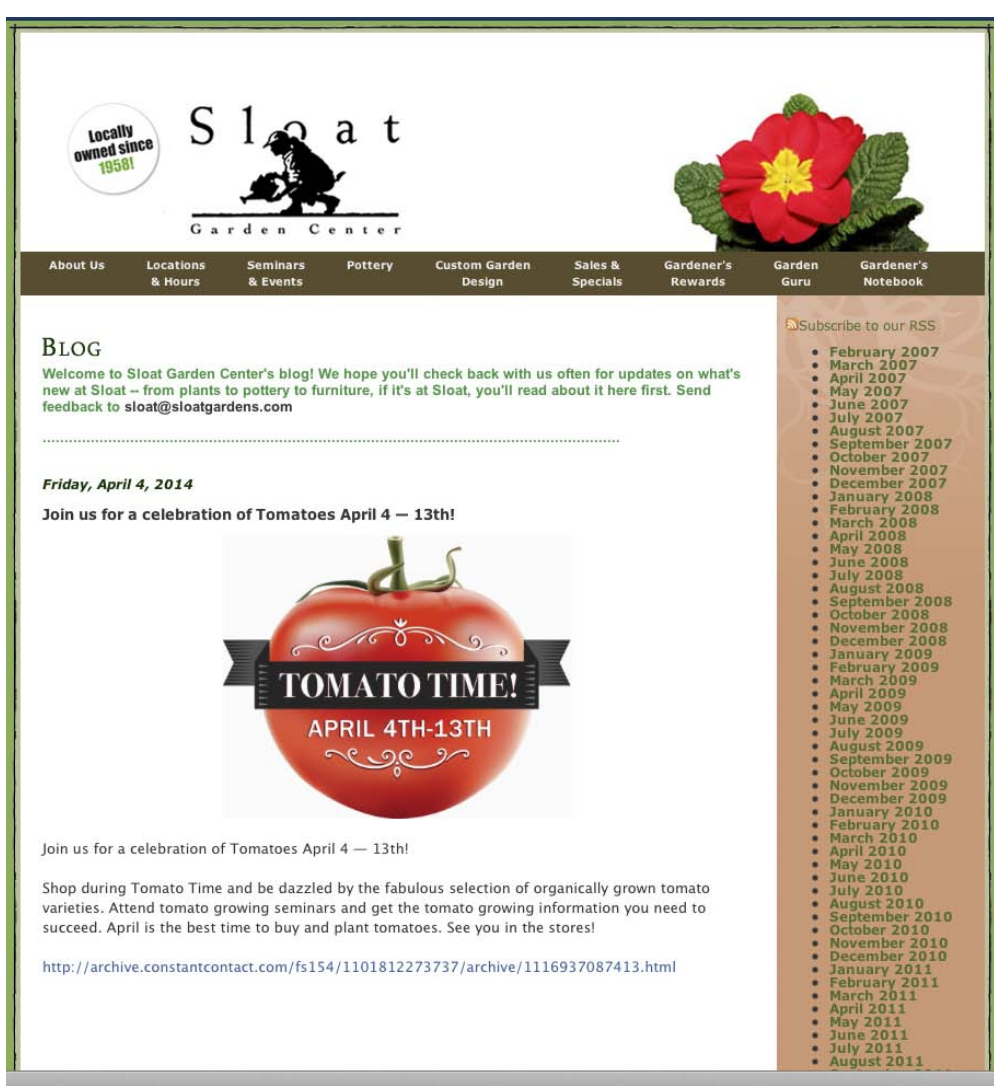 Locally
owned since
1958!
Sloat
Garden Center
About Us
Locations
& Hours
Seminars
& Events
Pottery
Custom Garden
Design
Sales &
Specials
Gardener's
Rewards
Garden
Guru
Gardener's
Notebook
BLOG
Welcome to Sloat Garden Center's blog! We hope you'll check back with us often for updates on what's
new at Sloat -- from plants to pottery to furniture, if it's at Sloat, you'll read about it here first. Send
feedback to sloat@sloatgardens.com
Friday, April 4, 2014
Join us for a celebration of Tomatoes April 4 — 13th!
TOMATO TIME!
APRIL 4TH-13TH
Join us for a celebration of Tomatoes April 4 — 13th!
Shop during Tomato Time and be dazzled by the fabulous selection of organically grown tomato
varieties. Attend tomato growing seminars and get the tomato growing information you need to
succeed. April is the best time to buy and plant tomatoes. See you in the stores!
http://archive.constantcontact.com/fs154/1101812273737/archive/1116937087413.html
Subscribe to our RSS
February 2007
March 2007
April 2007
May 2007
June 2007
July 2007
August 2007
September 2007
October 2007
November 2007
December 2007
January 2008
February 2008
March 2008
April 2008
May 2008
June 2008
July 2008
August 2008
September 2008
October 2008
November 2008
December 2008
January 2009
February 2009
March 2009
April 2009
May 2009
June 2009
July 2009
August 2009
September 2009
October 2009
November 2009
December 2009
January 2010
February 2010
March 2010
April 2010
May 2010
June 2010
July 2010
August 2010
September 2010
October 2010
November 2010
December 2010
January 2011
February 2011
March 2011
April 2011
May 2011
June 2011
July 2011
August 2011